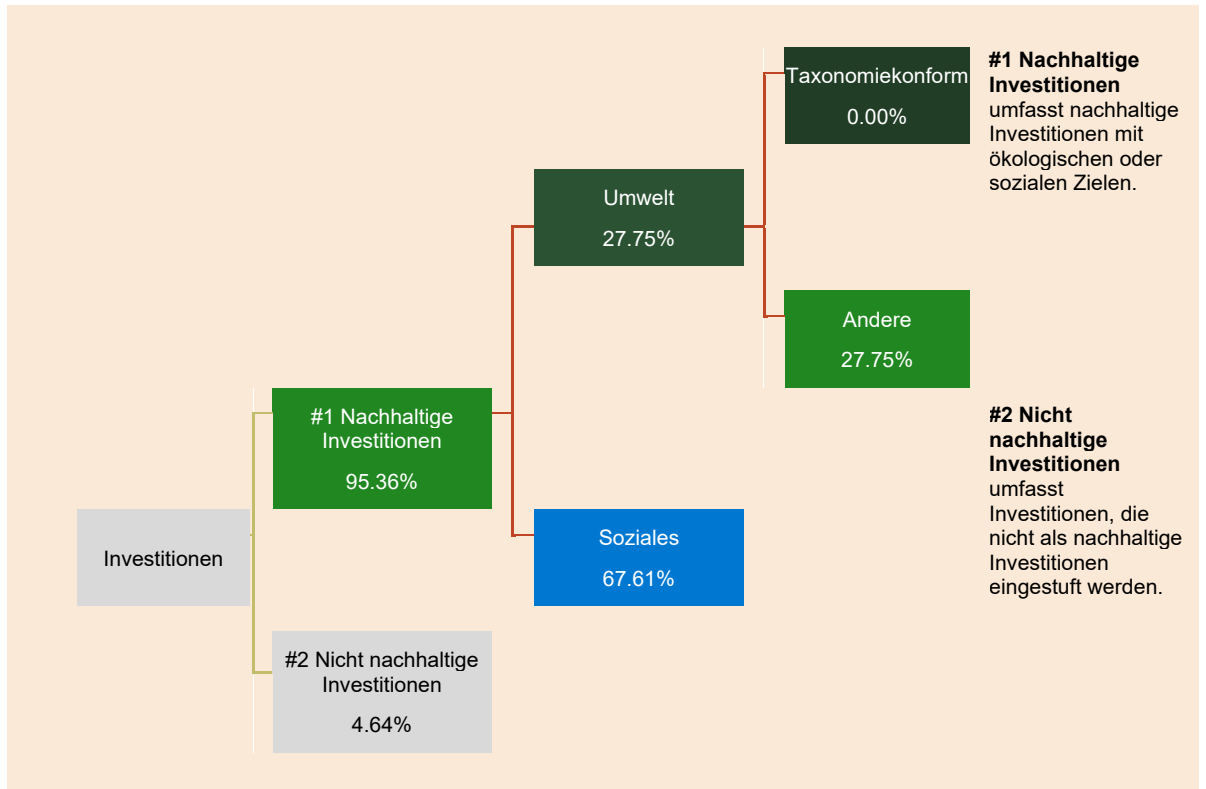 Taxonomiekonform
0.00%
#1 Nachhaltige
Investitionen
umfasst nachhaltige
Investitionen mit
ökologischen oder
sozialen Zielen.
Umwelt
27.75%
Andere
27.75%
#1 Nachhaltige
Investitionen
95.36%
#2 Nicht
nachhaltige
Investitionen
umfasst
Investitionen, die
nicht als nachhaltige
Investitionen
eingestuft werden.
Investitionen
Soziales
67.61%
#2 Nicht nachhaltige
Investitionen
4.64%